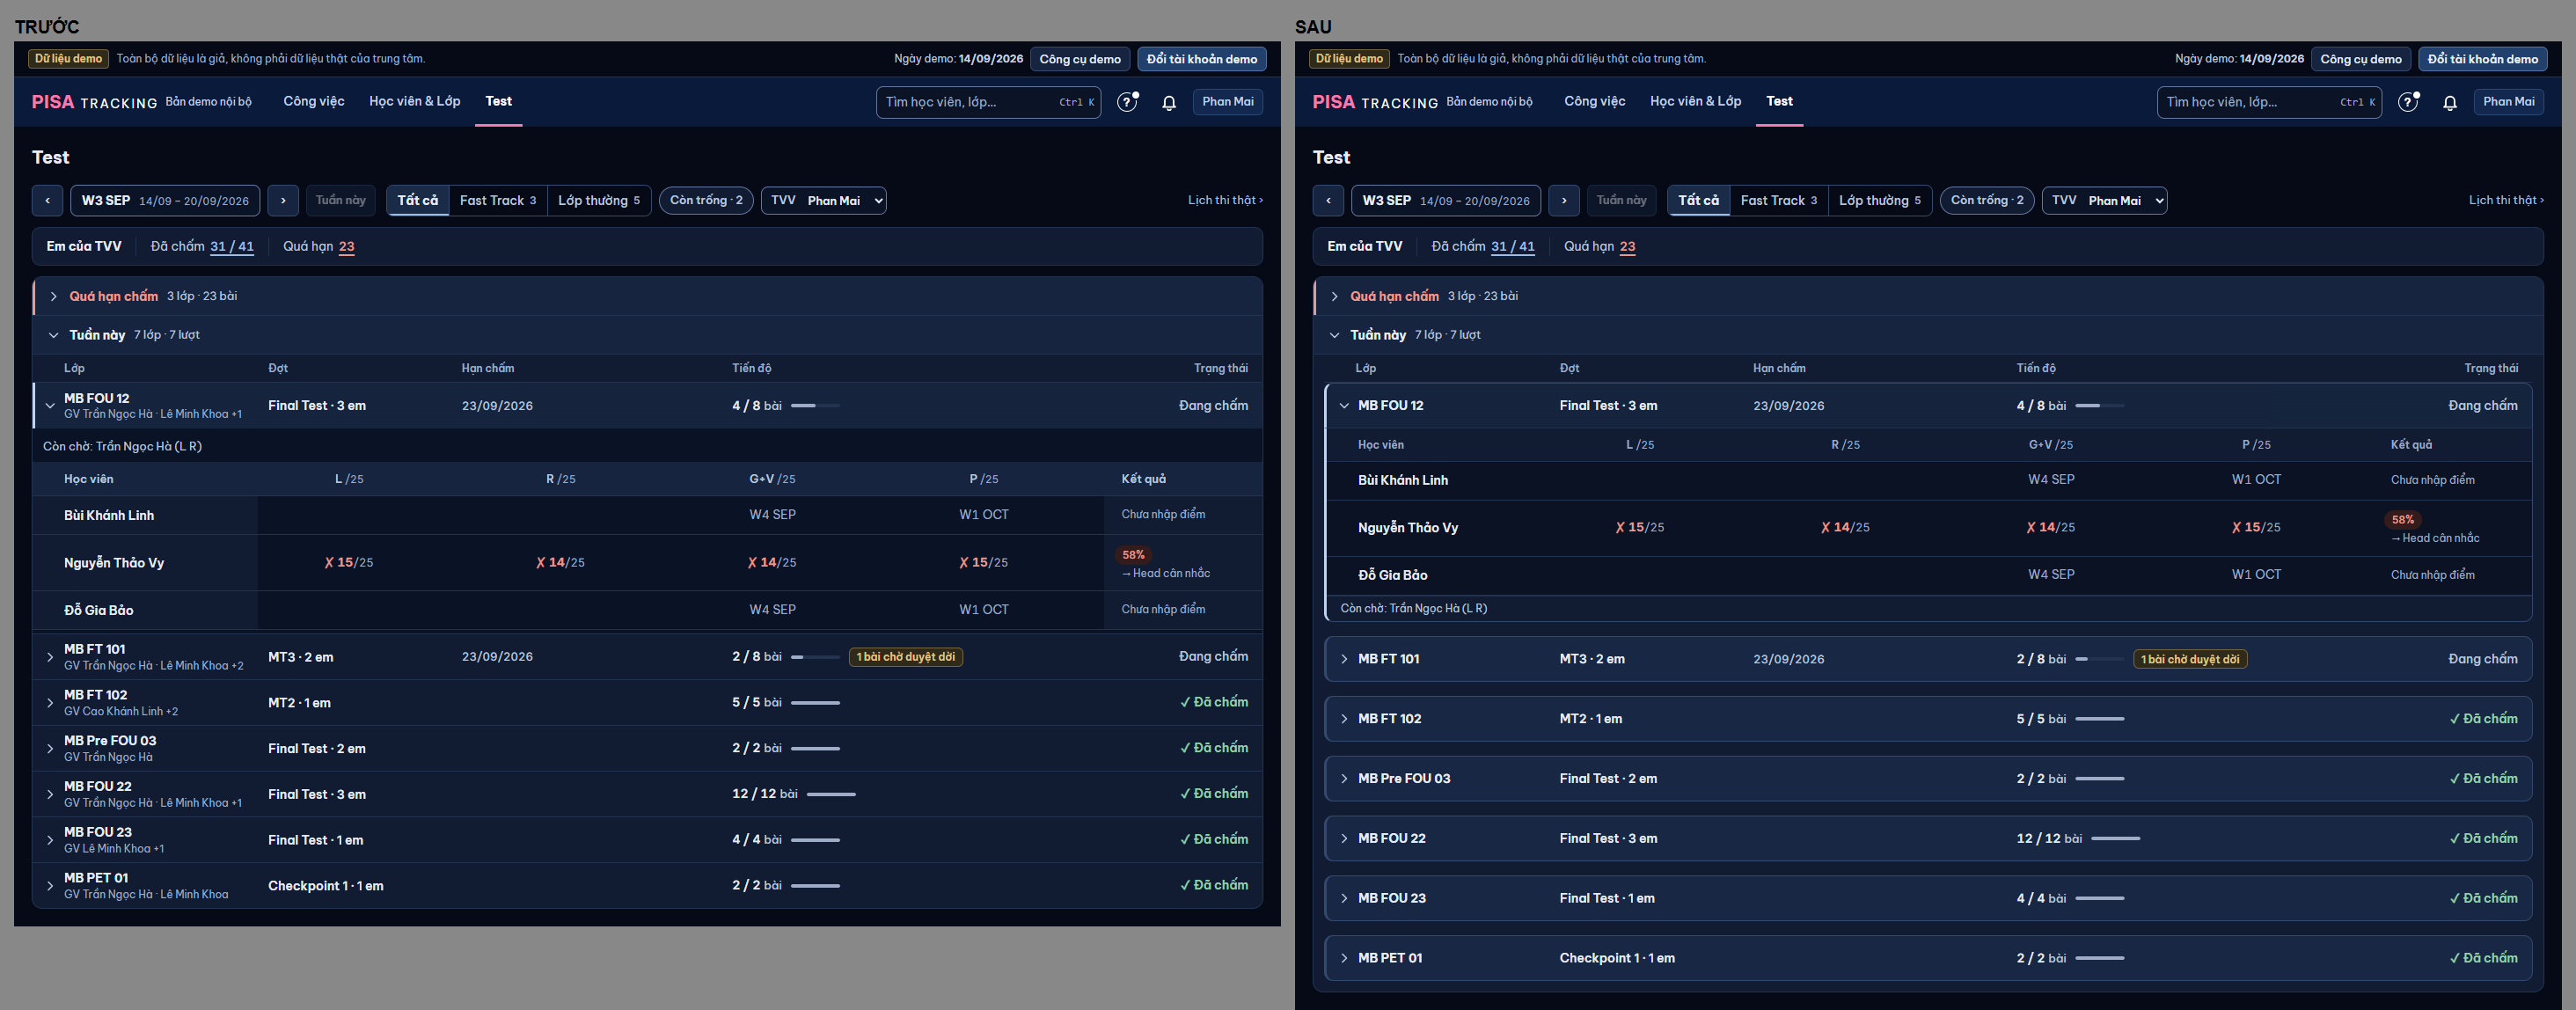 TRƯỚC
Dữ liệu demo Toàn bộ dữ liệu là giả, không phải dữ liệu thật của trung tâm. Ngày demo: 14/09/2026 Công cụ demo Đổi tài khoản demo
PISA TRACKING Bản demo nội bộ Công việc Học viên & Lớp Test Tìm học viên, lớp... Ctrl K ? Phan Mai
Test
‹ W3 SEP 14/09 – 20/09/2026 › Tuần này Tất cả Fast Track 3 Lớp thường 5 Còn trống · 2 TVV Phan Mai Lịch thi thật ›
Em của TVV Đã chấm 31 / 41 Quá hạn 23
Quá hạn chấm 3 lớp · 23 bài
Tuần này 7 lớp · 7 lượt
Lớp Đợt Hạn chấm Tiến độ Trạng thái
MB FOU 12 Final Test · 3 em 23/09/2026 4 / 8 bài Đang chấm
GV Trần Ngọc Hà · Lê Minh Khoa +1
Còn chờ: Trần Ngọc Hà (L R)
Học viên L /25 R /25 G+V /25 P /25 Kết quả
Bùi Khánh Linh W4 SEP W1 OCT Chưa nhập điểm
Nguyễn Thảo Vy ✗ 15/25 ✗ 14/25 ✗ 14/25 ✗ 15/25 58%
→ Head cân nhắc
Đỗ Gia Bảo W4 SEP W1 OCT Chưa nhập điểm
MB FT 101 MT3 · 2 em 23/09/2026 2 / 8 bài 1 bài chờ duyệt dời Đang chấm
GV Trần Ngọc Hà · Lê Minh Khoa +2
MB FT 102 MT2 · 1 em 5 / 5 bài ✓ Đã chấm
GV Cao Khánh Linh +2
MB Pre FOU 03 Final Test · 2 em 2 / 2 bài ✓ Đã chấm
GV Trần Ngọc Hà
MB FOU 22 Final Test · 3 em 12 / 12 bài ✓ Đã chấm
GV Trần Ngọc Hà · Lê Minh Khoa +1
MB FOU 23 Final Test · 1 em 4 / 4 bài ✓ Đã chấm
GV Lê Minh Khoa +1
MB PET 01 Checkpoint 1 · 1 em 2 / 2 bài ✓ Đã chấm
GV Trần Ngọc Hà · Lê Minh Khoa
SAU
Dữ liệu demo Toàn bộ dữ liệu là giả, không phải dữ liệu thật của trung tâm. Ngày demo: 14/09/2026 Công cụ demo Đổi tài khoản demo
PISA TRACKING Bản demo nội bộ Công việc Học viên & Lớp Test Tìm học viên, lớp... Ctrl K ? Phan Mai
Test
‹ W3 SEP 14/09 – 20/09/2026 › Tuần này Tất cả Fast Track 3 Lớp thường 5 Còn trống · 2 TVV Phan Mai Lịch thi thật ›
Em của TVV Đã chấm 31 / 41 Quá hạn 23
Quá hạn chấm 3 lớp · 23 bài
Tuần này 7 lớp · 7 lượt
Lớp Đợt Hạn chấm Tiến độ Trạng thái
MB FOU 12 Final Test · 3 em 23/09/2026 4 / 8 bài Đang chấm
Học viên L /25 R /25 G+V /25 P /25 Kết quả
Bùi Khánh Linh W4 SEP W1 OCT Chưa nhập điểm
Nguyễn Thảo Vy ✗ 15/25 ✗ 14/25 ✗ 14/25 ✗ 15/25 58%
→ Head cân nhắc
Đỗ Gia Bảo W4 SEP W1 OCT Chưa nhập điểm
Còn chờ: Trần Ngọc Hà (L R)
MB FT 101 MT3 · 2 em 23/09/2026 2 / 8 bài 1 bài chờ duyệt dời Đang chấm
MB FT 102 MT2 · 1 em 5 / 5 bài ✓ Đã chấm
MB Pre FOU 03 Final Test · 2 em 2 / 2 bài ✓ Đã chấm
MB FOU 22 Final Test · 3 em 12 / 12 bài ✓ Đã chấm
MB FOU 23 Final Test · 1 em 4 / 4 bài ✓ Đã chấm
MB PET 01 Checkpoint 1 · 1 em 2 / 2 bài ✓ Đã chấm